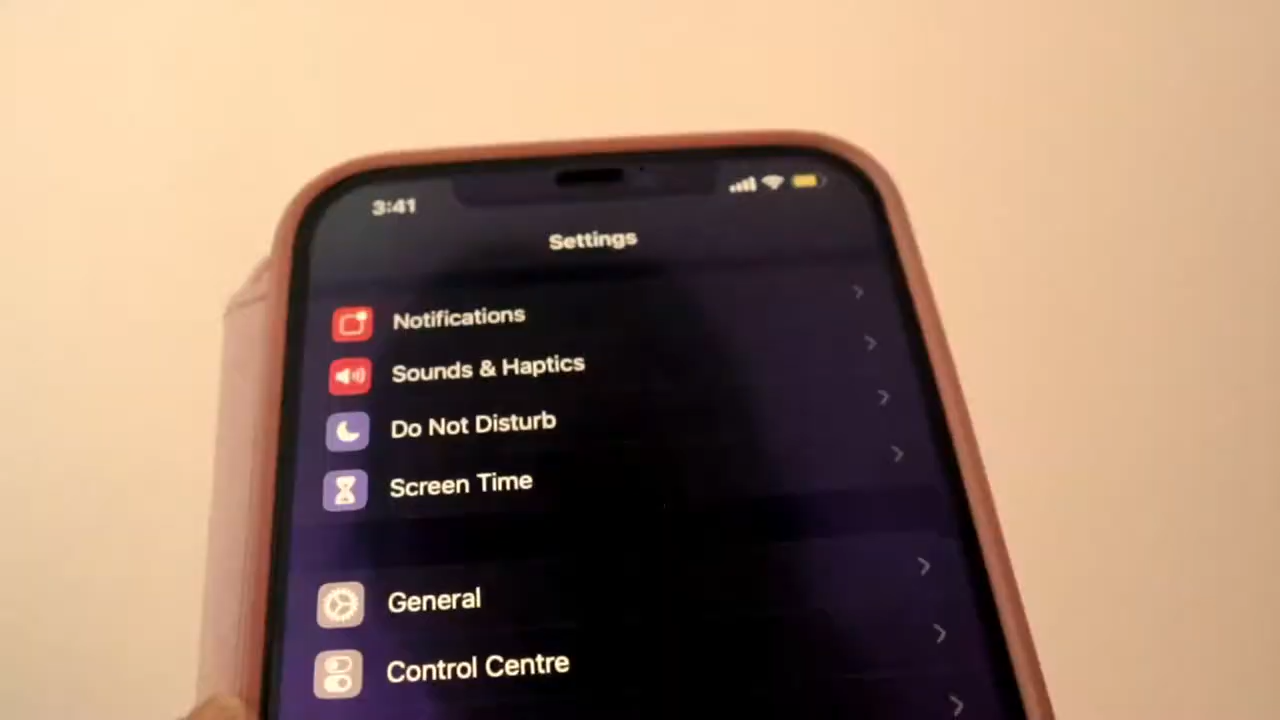 3:41
Settings
Notifications
Sounds & Haptics
Do Not Disturb
Screen Time
General
Control Centre